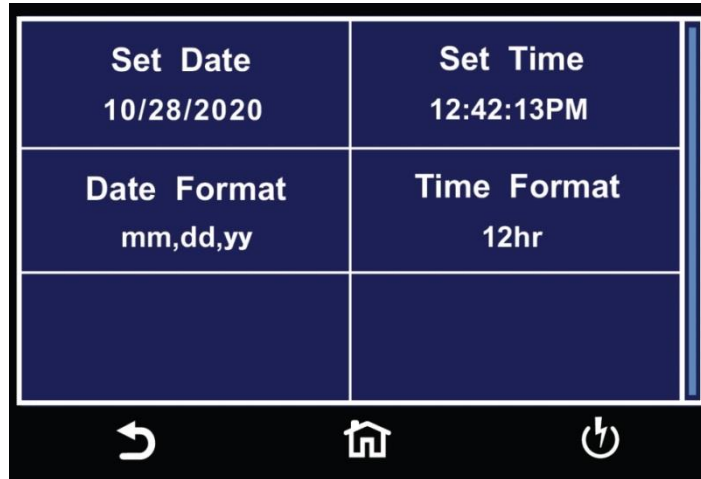 Set Date
10/28/2020
Set Time
12:42:13PM
Date Format
mm,dd,yy
Time Format
12hr